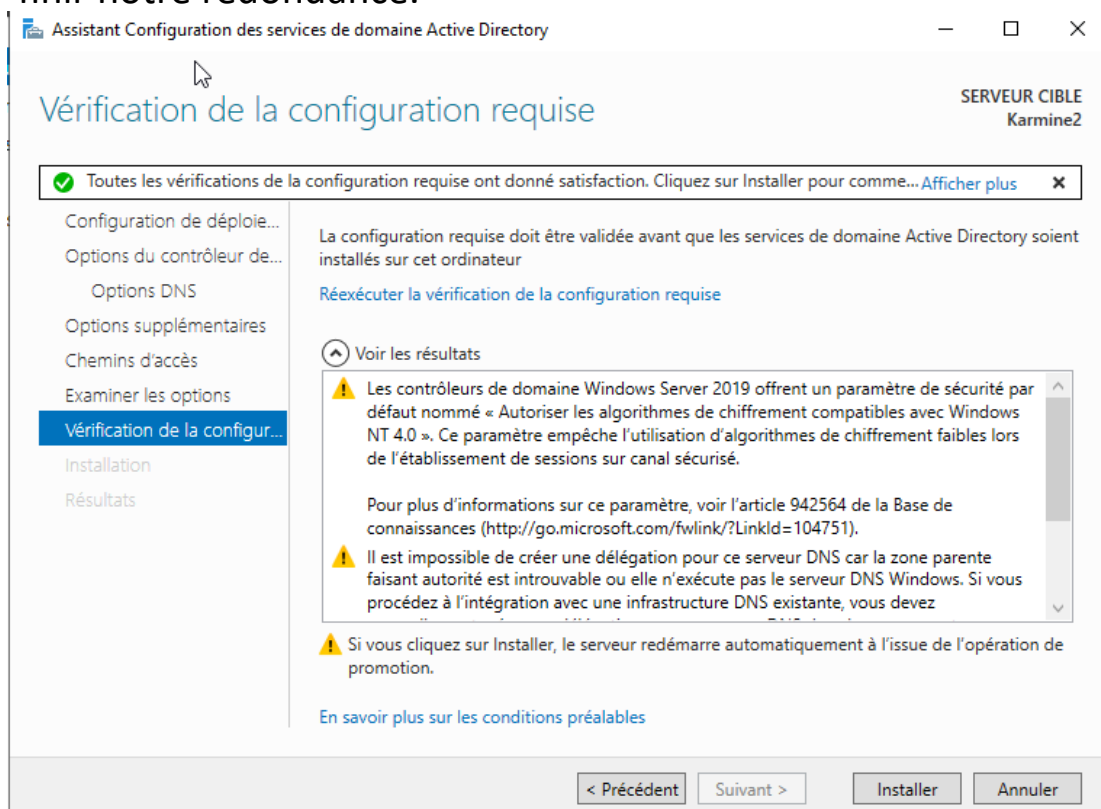 finir notre redondance.
Assistant Configuration des services de domaine Active Directory
Vérification de la configuration requise
SERVEUR CIBLE
Karmine2
Toutes les vérifications de la configuration requise ont donné satisfaction. Cliquez sur Installer pour comme... Afficher plus
Configuration de déploie...
Options du contrôleur de...
Options DNS
Options supplémentaires
Chemins d'accès
Examiner les options
Vérification de la configur...
Installation
Résultats
La configuration requise doit être validée avant que les services de domaine Active Directory soient
installés sur cet ordinateur
Réexécuter la vérification de la configuration requise
Voir les résultats
Les contrôleurs de domaine Windows Server 2019 offrent un paramètre de sécurité par
défaut nommé « Autoriser les algorithmes de chiffrement compatibles avec Windows
NT 4.0 ». Ce paramètre empêche l'utilisation d'algorithmes de chiffrement faibles lors
de l'établissement de sessions sur canal sécurisé.
Pour plus d'informations sur ce paramètre, voir l'article 942564 de la Base de
connaissances (http://go.microsoft.com/fwlink/?LinkId=104751).
Il est impossible de créer une délégation pour ce serveur DNS car la zone parente
faisant autorité est introuvable ou elle n'exécute pas le serveur DNS Windows. Si vous
procédez à l'intégration avec une infrastructure DNS existante, vous devez
Si vous cliquez sur Installer, le serveur redémarre automatiquement à l'issue de l'opération de
promotion.
En savoir plus sur les conditions préalables
< Précédent
Suivant >
Installer
Annuler